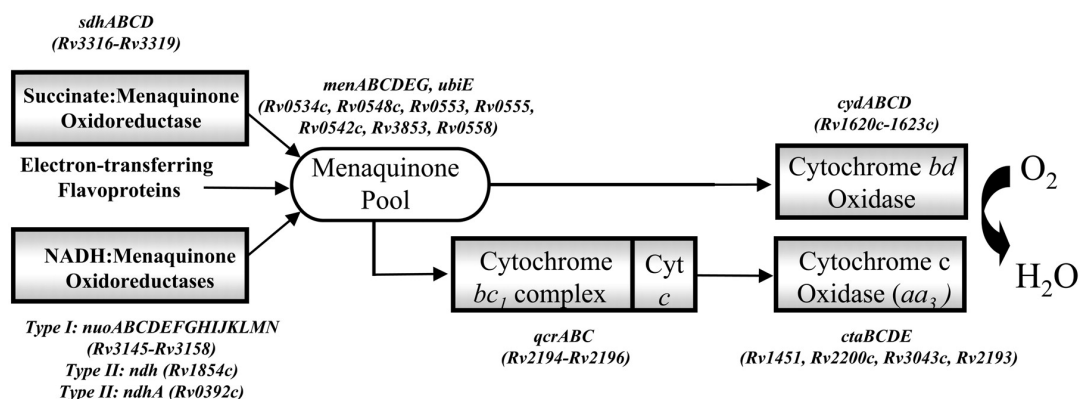 sdhABCD
(Rv3316-Rv3319)
Succinate:Menaquinone
Oxidoreductase
Electron-transferring
Flavoproteins
NADH:Menaquinone
Oxidoreductases
Type I: nuoABCDEFGHIJKLMN
(Rv3145-Rv3158)
Type II: ndh (Rv1854c)
Type II: ndhA (Rv0392c)
menABCDEG, ubiE
(Rv0534c, Rv0548c, Rv0553, Rv0555,
Rv0542c, Rv3853, Rv0558)
Menaquinone
Pool
cydABCD
(Rv1620c-1623c)
Cytochrome bd
Oxidase
Cytochrome
bc₁ complex
Cyt
c
qcrABC
(Rv2194-Rv2196)
Cytochrome c
Oxidase (aa₃)
ctaBCDE
(Rv1451, Rv2200c, Rv3043c, Rv2193)
O₂
H₂O